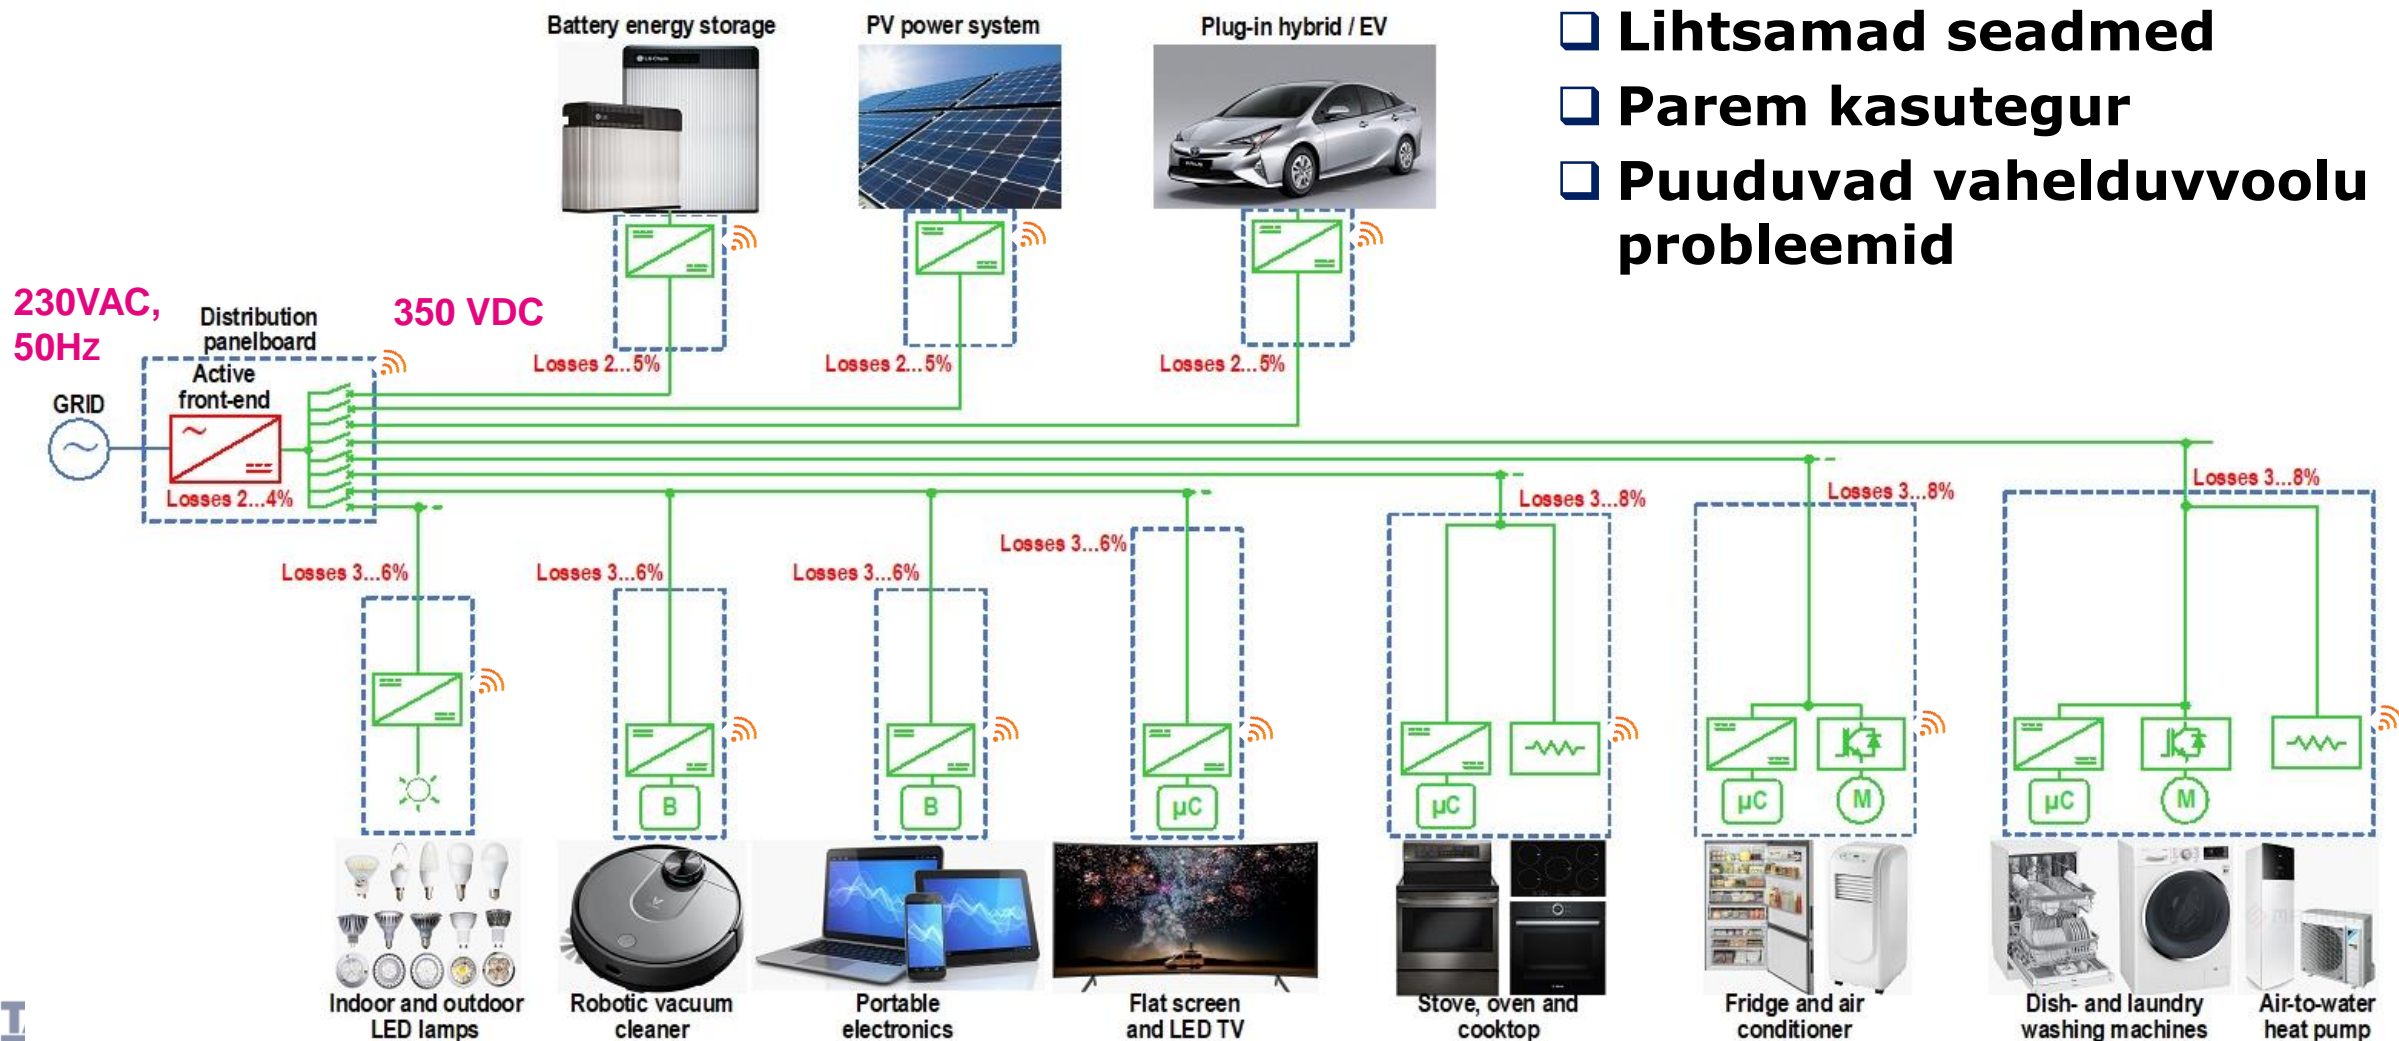 Battery energy storage
PV power system
Plug-in hybrid / EV
Lihtsamad seadmed
Parem kasutegur
Puuduvad vahelduvvoolu
probleemid
230VAC,
50Hz
Distribution
panelboard
350 VDC
Active
front-end
GRID
Losses 2...4%
Losses 2...5%
Losses 2...5%
Losses 2...5%
Losses 3...6%
Losses 3...6%
Losses 3...6%
Losses 3...6%
Losses 3...8%
Losses 3...8%
Losses 3...8%
B
B
µC
µC
µC
M
µC
M
Indoor and outdoor
LED lamps
Robotic vacuum
cleaner
Portable
electronics
Flat screen
and LED TV
Stove, oven and
cooktop
Fridge and air
conditioner
Dish- and laundry
washing machines
Air-to-water
heat pump